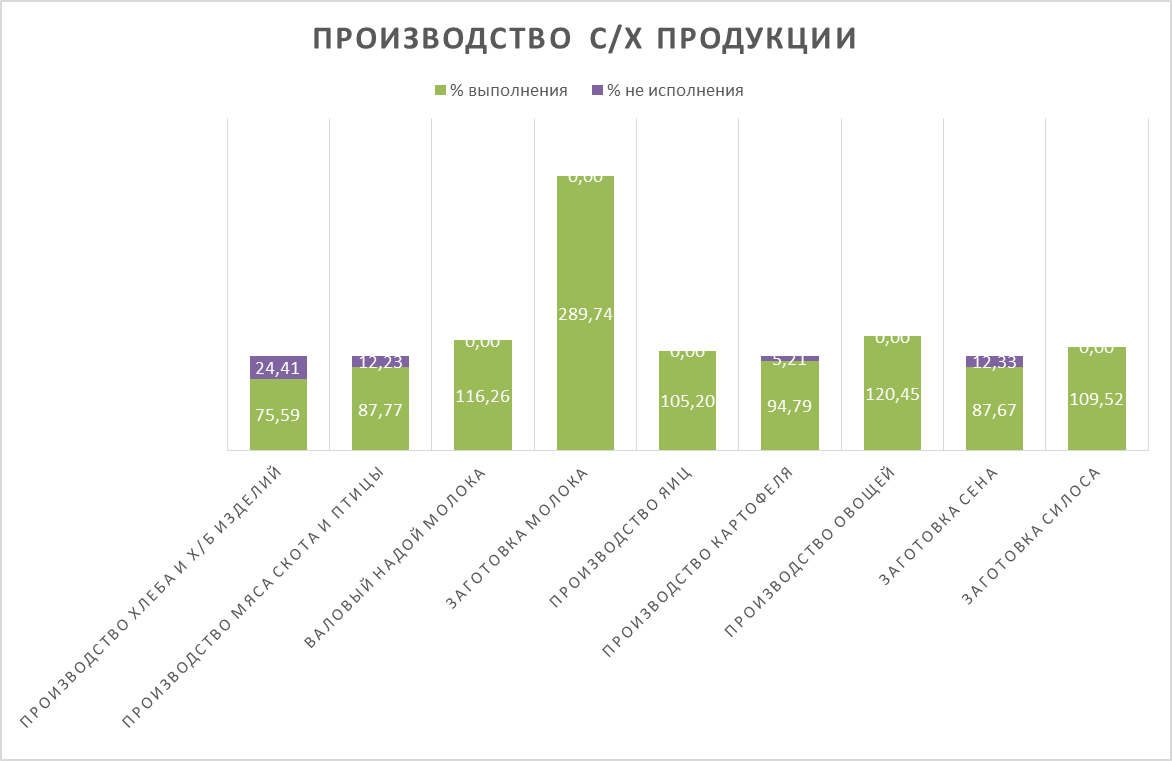 ПРОИЗВОДСТВО С/Х ПРОДУКЦИИ
% выполнения % не исполнения
0,00
289,74
24,41
75,59
12,23
87,77
0,00
116,26
0,00
105,20
5,21
94,79
0,00
120,45
12,33
87,67
0,00
109,52
ПРОИЗВОДСТВО ХЛЕБА И Х/Б ИЗДЕЛИЙ
ПРОИЗВОДСТВО МЯСА СКОТА И ПТИЦЫ
ВАЛОВЫЙ НАДОЙ МОЛОКА
ЗАГОТОВКА МОЛОКА
ПРОИЗВОДСТВО ЯИЦ
ПРОИЗВОДСТВО КАРТОФЕЛЯ
ПРОИЗВОДСТВО ОВОЩЕЙ
ЗАГОТОВКА СЕНА
ЗАГОТОВКА СИЛОСА